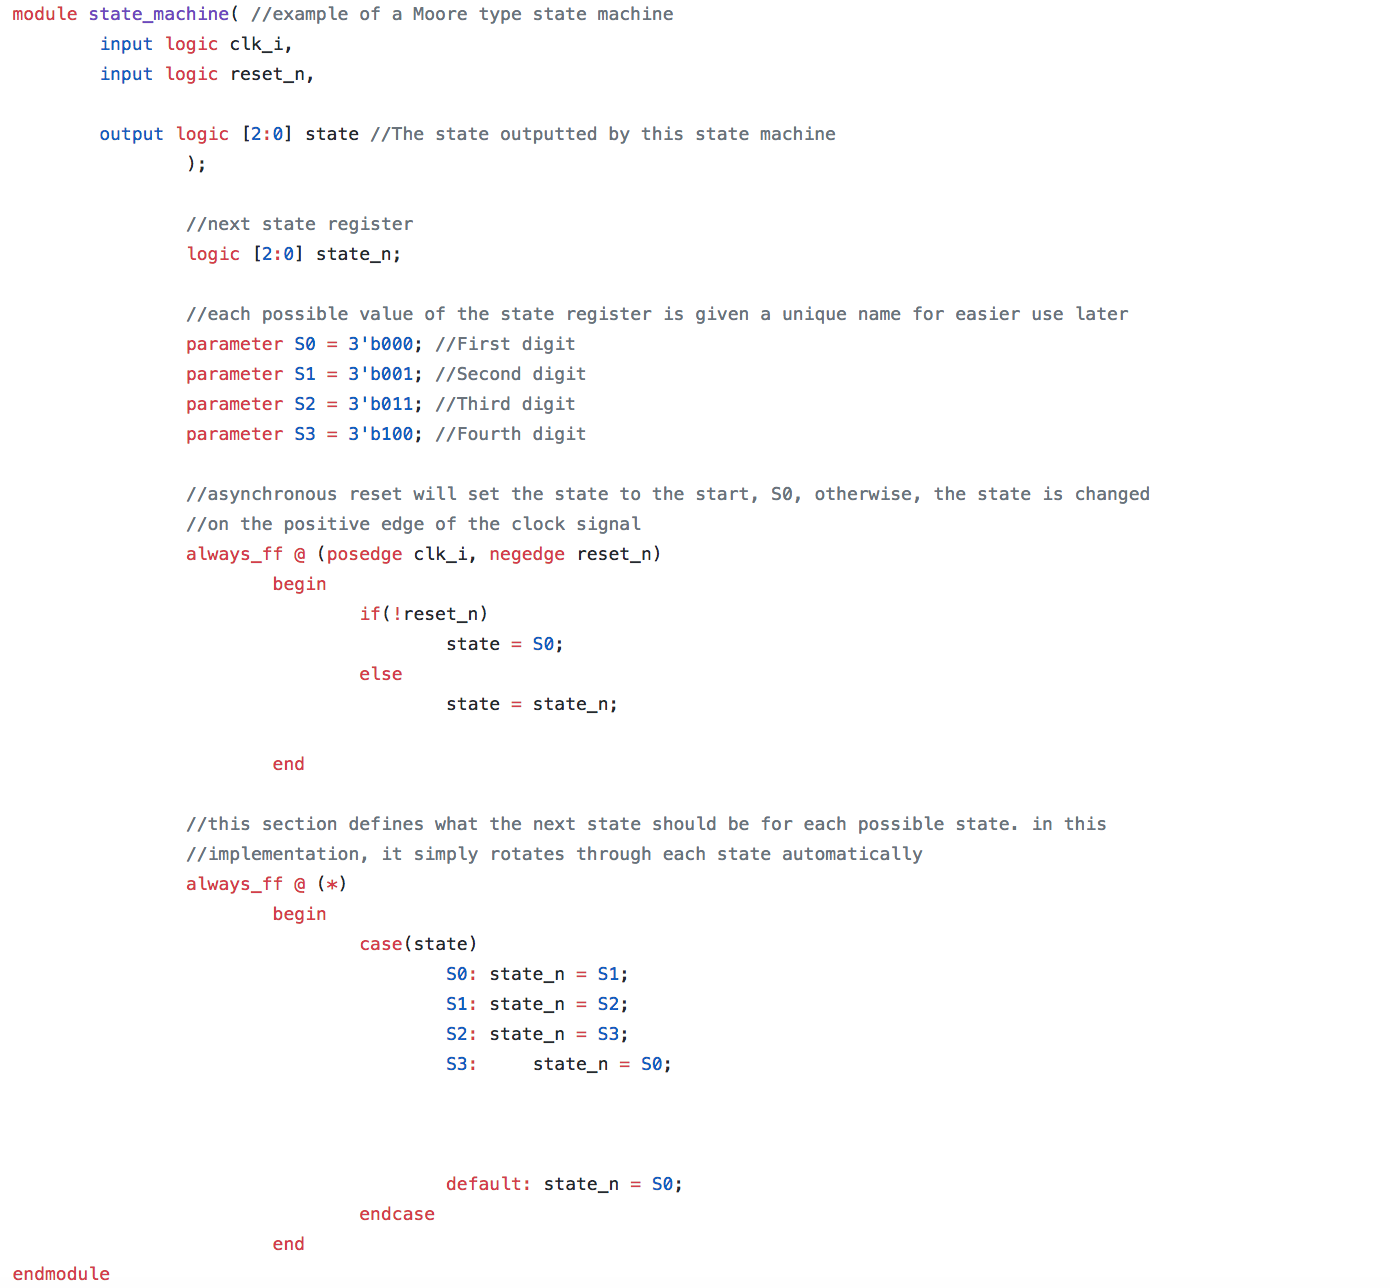 module state_machine( //example of a Moore type state machine
input logic clk_i,
input logic reset_n,
output logic [2:0] state //The state outputted by this state machine
);
//next state register
logic [2:0] state_n;
//each possible value of the state register is given a unique name for easier use later
parameter S0 = 3'b000; //First digit
parameter S1 = 3'b001; //Second digit
parameter S2 = 3'b011; //Third digit
parameter S3 = 3'b100; //Fourth digit
//asynchronous reset will set the state to the start, S0, otherwise, the state is changed
//on the positive edge of the clock signal
always_ff @ (posedge clk_i, negedge reset_n)
begin
if(!reset_n)
state = S0;
else
state = state_n;
end
//this section defines what the next state should be for each possible state. in this
//implementation, it simply rotates through each state automatically
always_ff @ (*)
begin
case(state)
S0: state_n = S1;
S1: state_n = S2;
S2: state_n = S3;
S3: state_n = S0;
default: state_n = S0;
endcase
end
endmodule